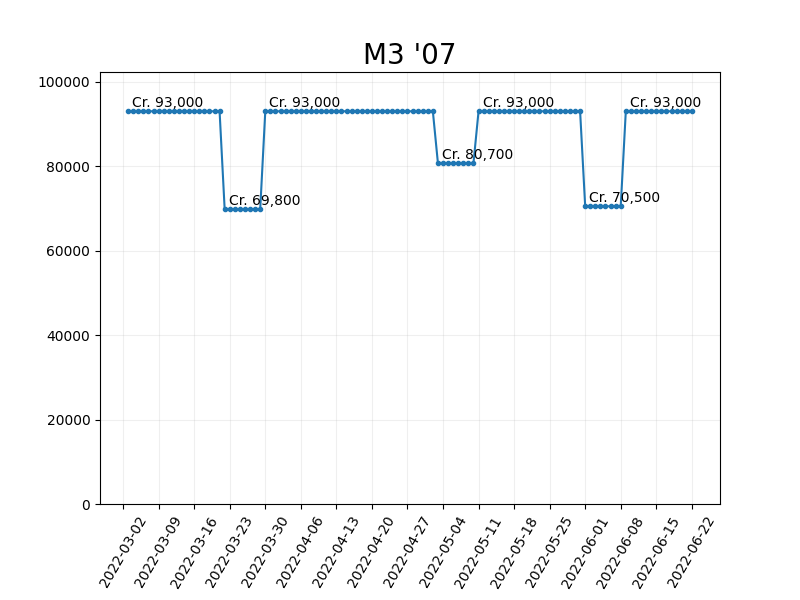 M3 '07
100000
80000
60000
40000
20000
0
Cr. 93,000
Cr. 69,800
Cr. 93,000
Cr. 80,700
Cr. 93,000
Cr. 70,500
Cr. 93,000
2022-03-02
2022-03-09
2022-03-16
2022-03-23
2022-03-30
2022-04-06
2022-04-13
2022-04-20
2022-04-27
2022-05-04
2022-05-11
2022-05-18
2022-05-25
2022-06-01
2022-06-08
2022-06-15
2022-06-22